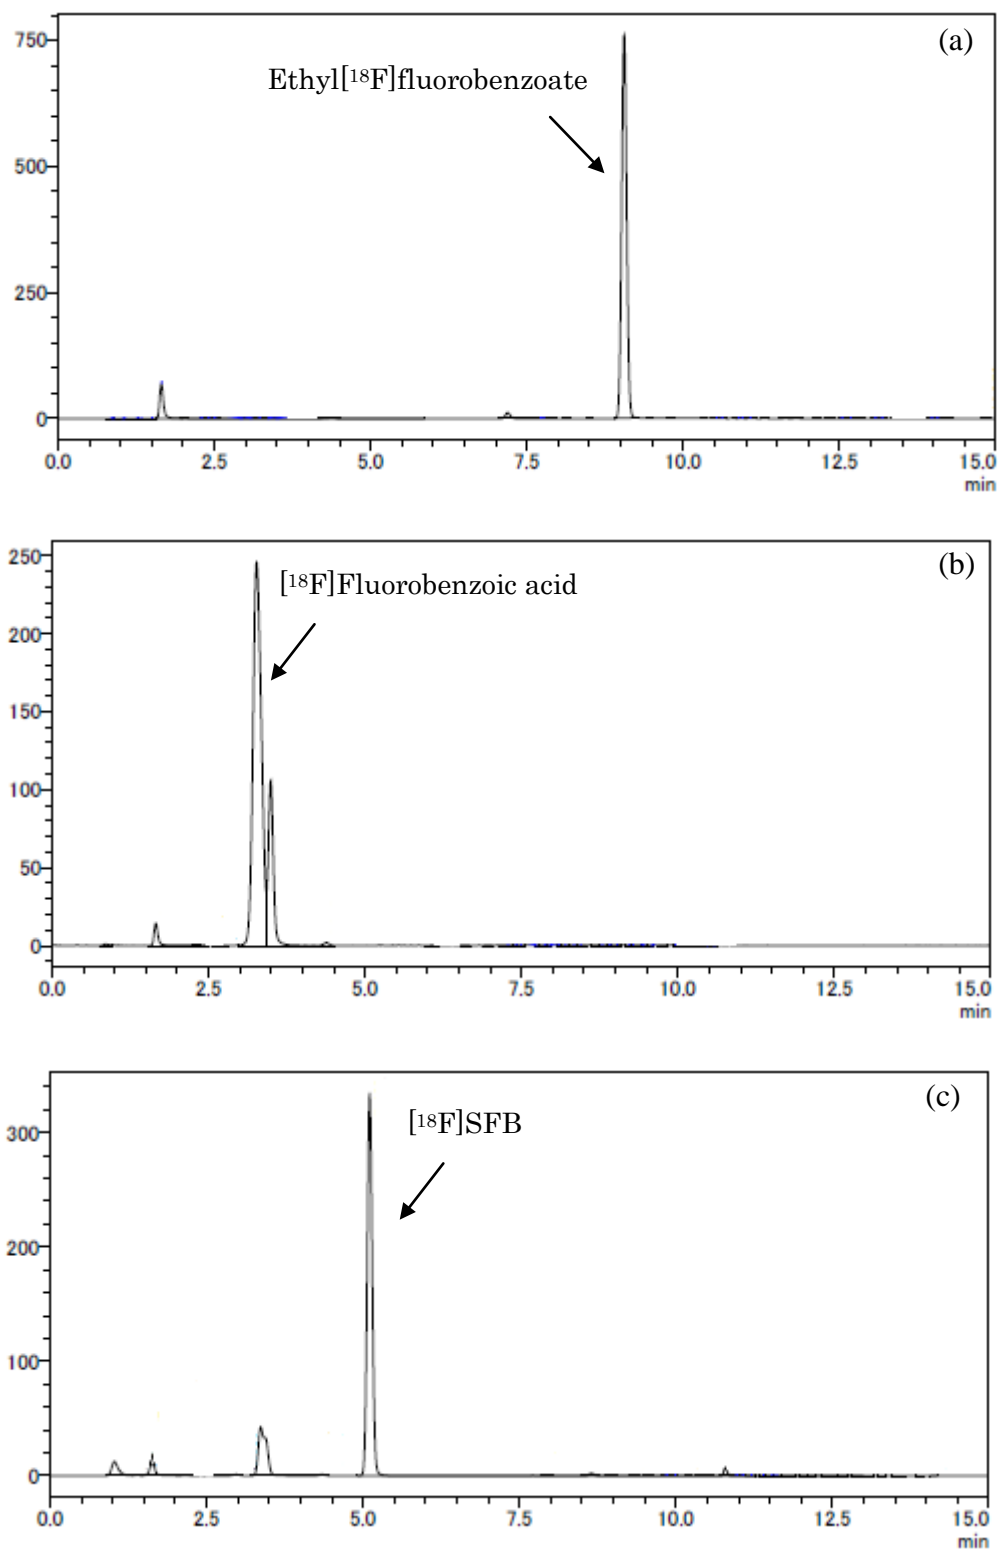 (a)
750
Ethyl[18F]fluorobenzoate
500
250
0
0.0 2.5 5.0 7.5 10.0 12.5 15.0
min
(b)
250
[18F]Fluorobenzoic acid
200
150
100
50
0
0.0 2.5 5.0 7.5 10.0 12.5 15.0
min
(c)
[18F]SFB
300
200
100
0
0.0 2.5 5.0 7.5 10.0 12.5 15.0
min